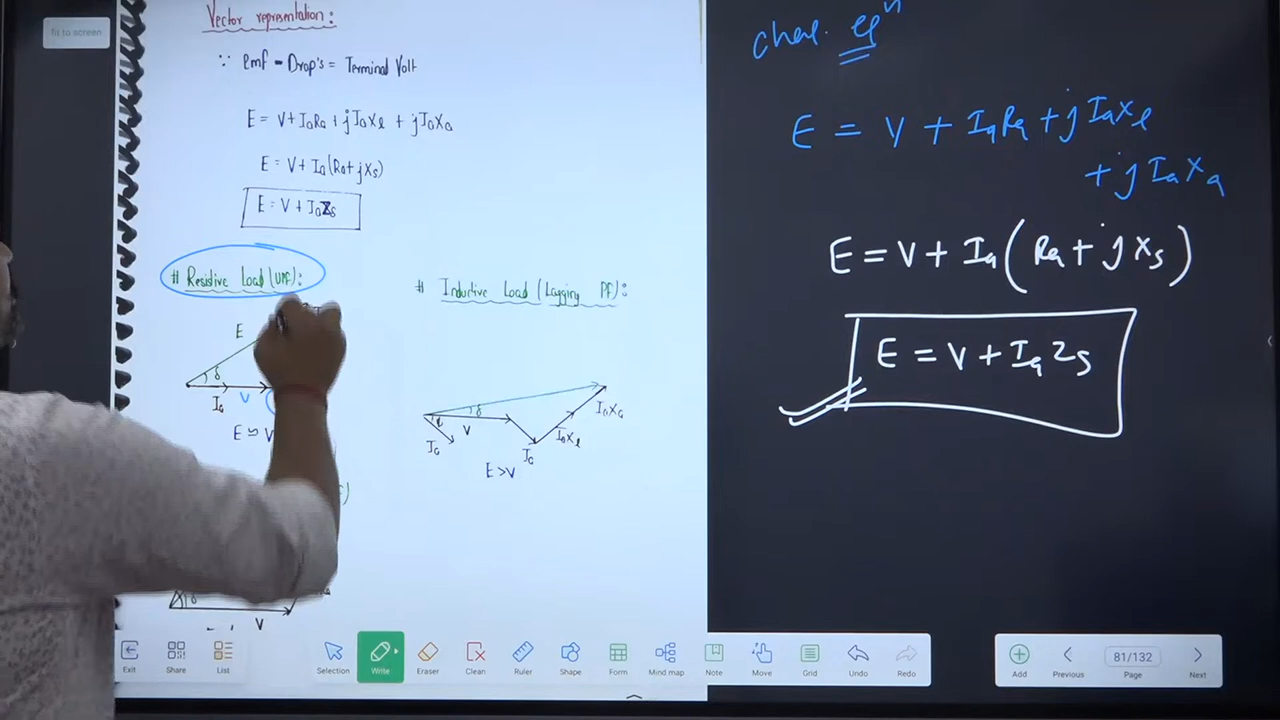 fit to screen
Vector representation:
∵ emf - Drop's = Terminal Volt
E = V + IaRa + jIaXl + jIaXa
E = V + Ia(Ra + jXs)
E = V + IaZs
# Resistive Load (UPF):
E
δ
Ia
V
E ≈ V
# Inductive Load (Lagging PF):
δ
V
Ia
Ia
IaXl
IaXa
E > V
δ
V
char. eqⁿ
E = V + IaRa + jIaXl
+ jIaXa
E = V + Ia(Ra + jXs)
E = V + IaZs
Exit
Share
List
Selection
Write
Eraser
Clean
Ruler
Shape
Form
Mind map
Note
Move
Grid
Undo
Redo
Add
Previous
81/132
Page
Next